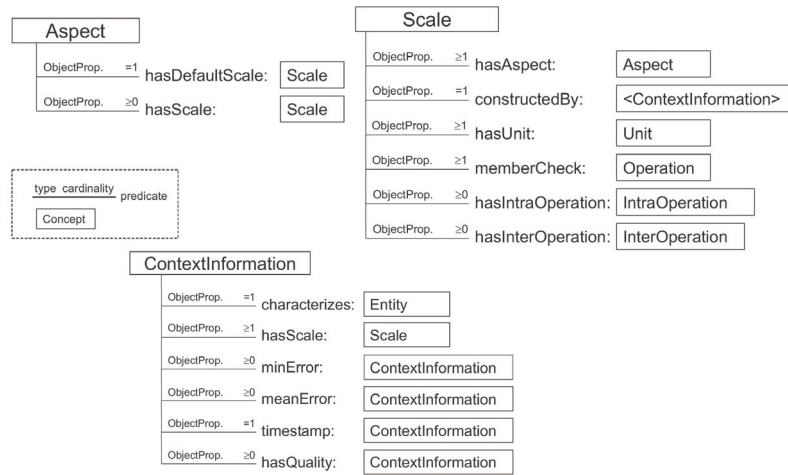 Aspect
ObjectProp. =1 hasDefaultScale: Scale
ObjectProp. ≥0 hasScale: Scale
Scale
ObjectProp. ≥1 hasAspect: Aspect
ObjectProp. =1 constructedBy: <ContextInformation>
ObjectProp. ≥1 hasUnit: Unit
ObjectProp. ≥1 memberCheck: Operation
ObjectProp. ≥0 hasIntraOperation: IntraOperation
ObjectProp. ≥0 hasInterOperation: InterOperation
type cardinality predicate
Concept
ContextInformation
ObjectProp. =1 characterizes: Entity
ObjectProp. ≥1 hasScale: Scale
ObjectProp. ≥0 minError: ContextInformation
ObjectProp. ≥0 meanError: ContextInformation
ObjectProp. =1 timestamp: ContextInformation
ObjectProp. ≥0 hasQuality: ContextInformation